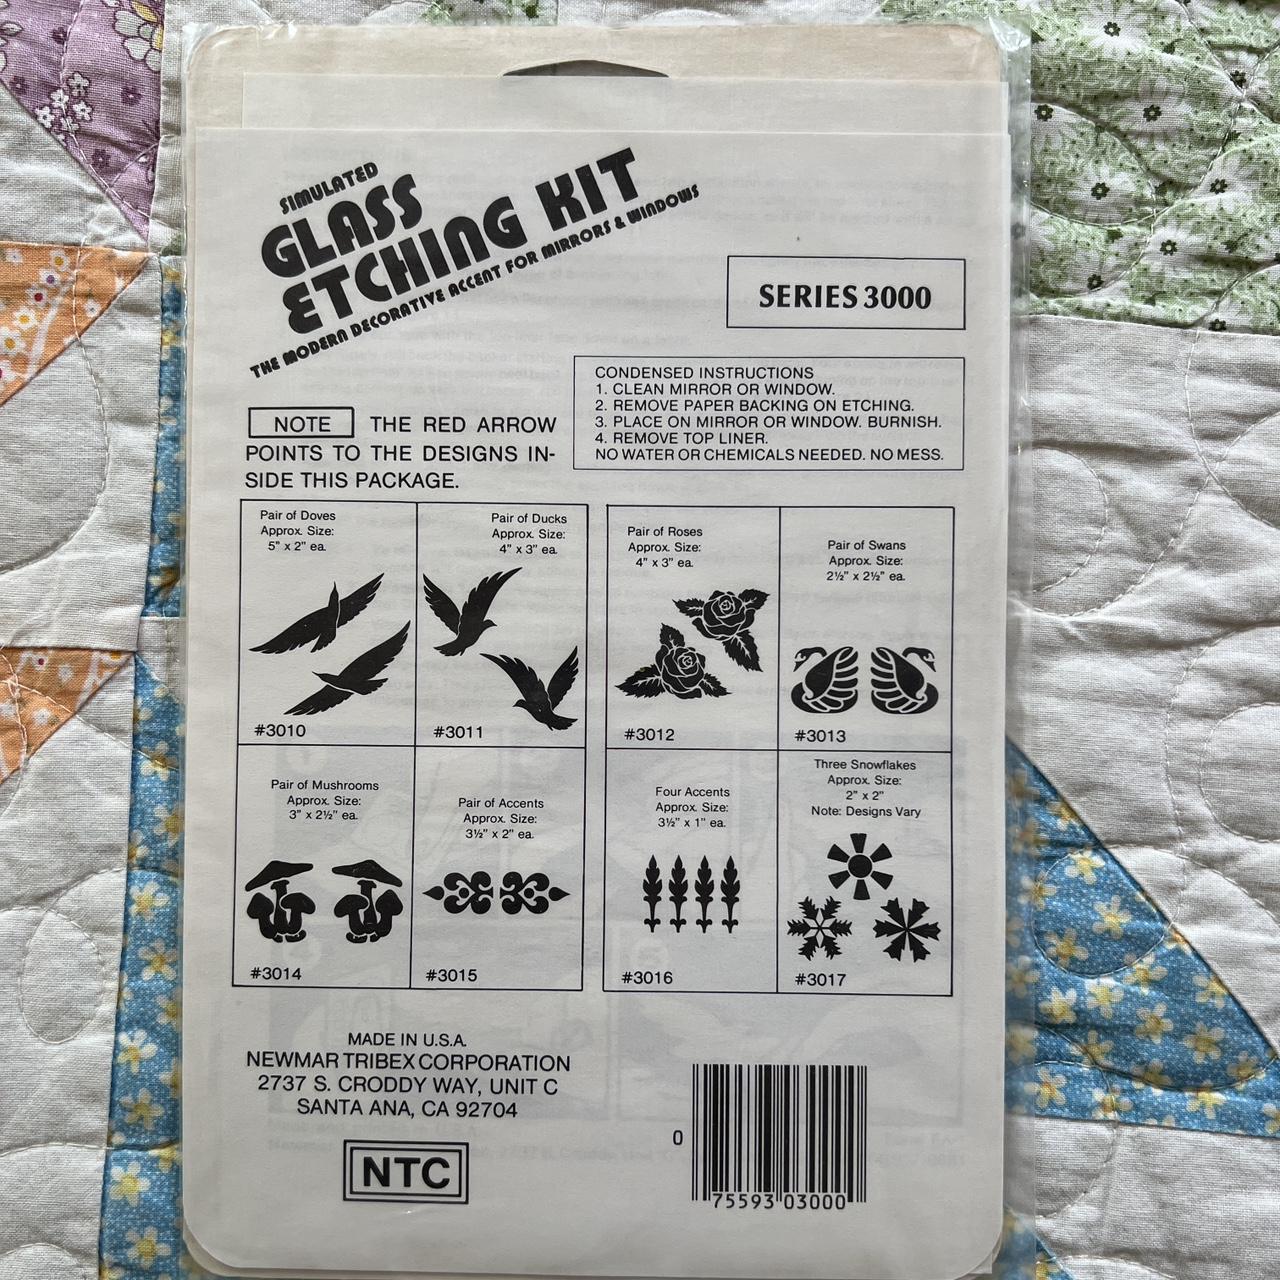 SIMULATED
GLASS
ETCHING KIT
THE MODERN DECORATIVE ACCENT FOR MIRRORS & WINDOWS
SERIES 3000
CONDENSED INSTRUCTIONS
1. CLEAN MIRROR OR WINDOW.
2. REMOVE PAPER BACKING ON ETCHING.
3. PLACE ON MIRROR OR WINDOW. BURNISH.
4. REMOVE TOP LINER.
NO WATER OR CHEMICALS NEEDED. NO MESS.
NOTE THE RED ARROW
POINTS TO THE DESIGNS IN-
SIDE THIS PACKAGE.
Pair of Doves
Approx. Size:
5" x 2" ea.
#3010
Pair of Ducks
Approx. Size:
4" x 3" ea.
#3011
Pair of Roses
Approx. Size:
4" x 3" ea.
#3012
Pair of Swans
Approx. Size:
2½" x 2½" ea.
#3013
Pair of Mushrooms
Approx. Size:
3" x 2½" ea.
#3014
Pair of Accents
Approx. Size:
3½" x 2" ea.
#3015
Four Accents
Approx. Size:
3½" x 1" ea.
#3016
Three Snowflakes
Approx. Size:
2" x 2"
Note: Designs Vary
#3017
MADE IN U.S.A.
NEWMAR TRIBEX CORPORATION
2737 S. CRODDY WAY, UNIT C
SANTA ANA, CA 92704
NTC
0 75593 03000